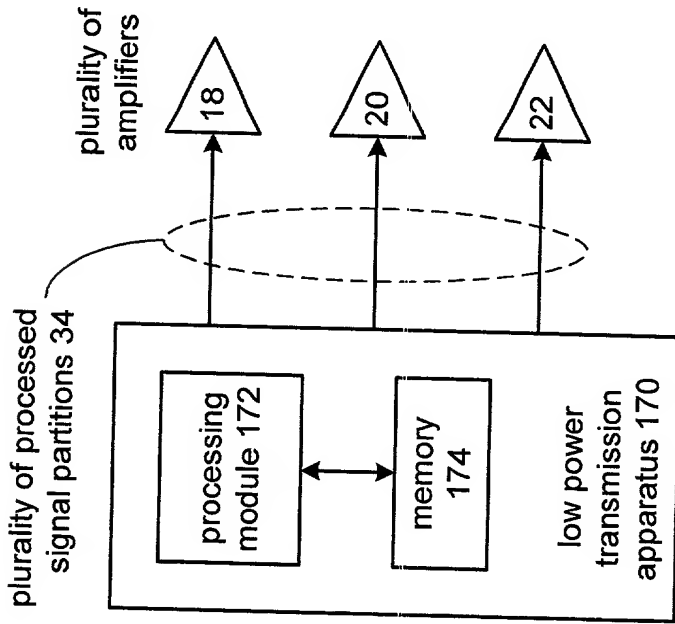 plurality of processed
signal partitions 34
plurality of
amplifiers
processing
module 172
memory
174
low power
transmission
apparatus 170
18
20
22